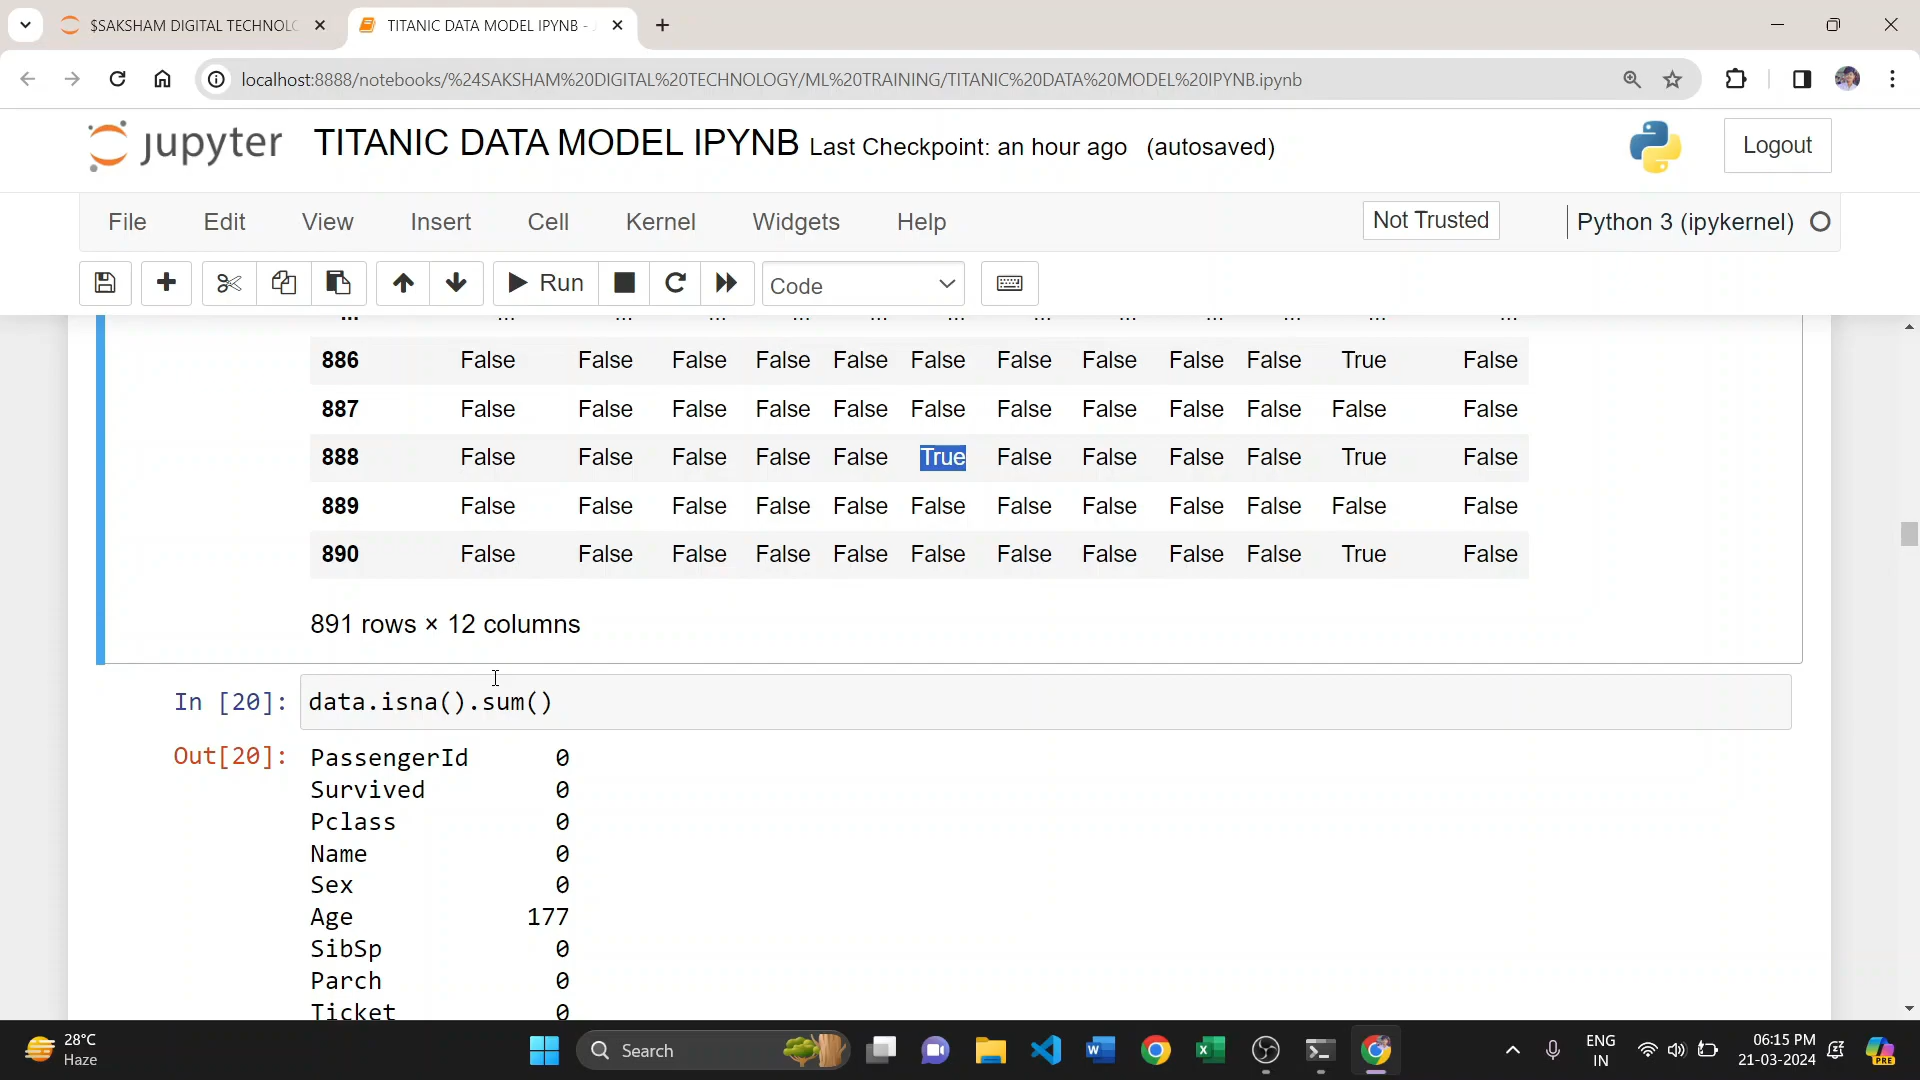 $SAKSHAM DIGITAL TECHNOLO
TITANIC DATA MODEL IPYNB -
localhost:8888/notebooks/%24SAKSHAM%20DIGITAL%20TECHNOLOGY/ML%20TRAINING/TITANIC%20DATA%20MODEL%20IPYNB.ipynb
jupyter TITANIC DATA MODEL IPYNB Last Checkpoint: an hour ago (autosaved) Logout
File Edit View Insert Cell Kernel Widgets Help Not Trusted Python 3 (ipykernel)
Run Code
... ... ... ... ... ... ... ... ... ... ... ... ...
886 False False False False False False False False False False True False
887 False False False False False False False False False False False False
888 False False False False False True False False False False True False
889 False False False False False False False False False False False False
890 False False False False False False False False False False True False
891 rows × 12 columns
In [20]: data.isna().sum()
Out[20]: PassengerId 0
Survived 0
Pclass 0
Name 0
Sex 0
Age 177
SibSp 0
Parch 0
Ticket 0
28°C
Haze
Search
ENG
IN
06:15 PM
21-03-2024
PRE